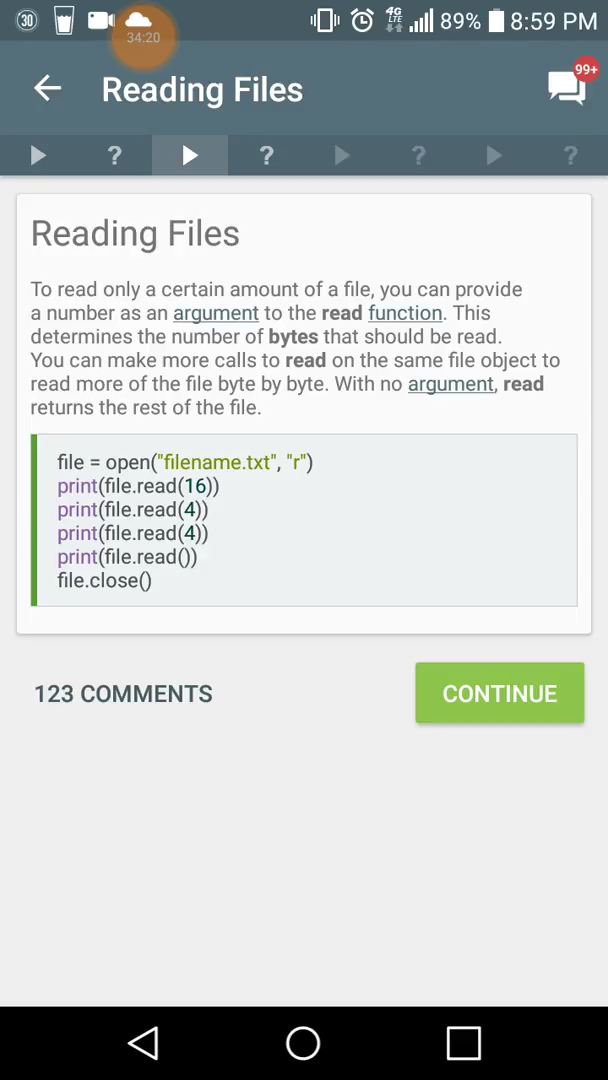 30 4G LTE 89% 8:59 PM
34:20
Reading Files 99+
? ? ? ?
Reading Files
To read only a certain amount of a file, you can provide
a number as an argument to the read function. This
determines the number of bytes that should be read.
You can make more calls to read on the same file object to
read more of the file byte by byte. With no argument, read
returns the rest of the file.
file = open("filename.txt", "r")
print(file.read(16))
print(file.read(4))
print(file.read(4))
print(file.read())
file.close()
123 COMMENTS CONTINUE